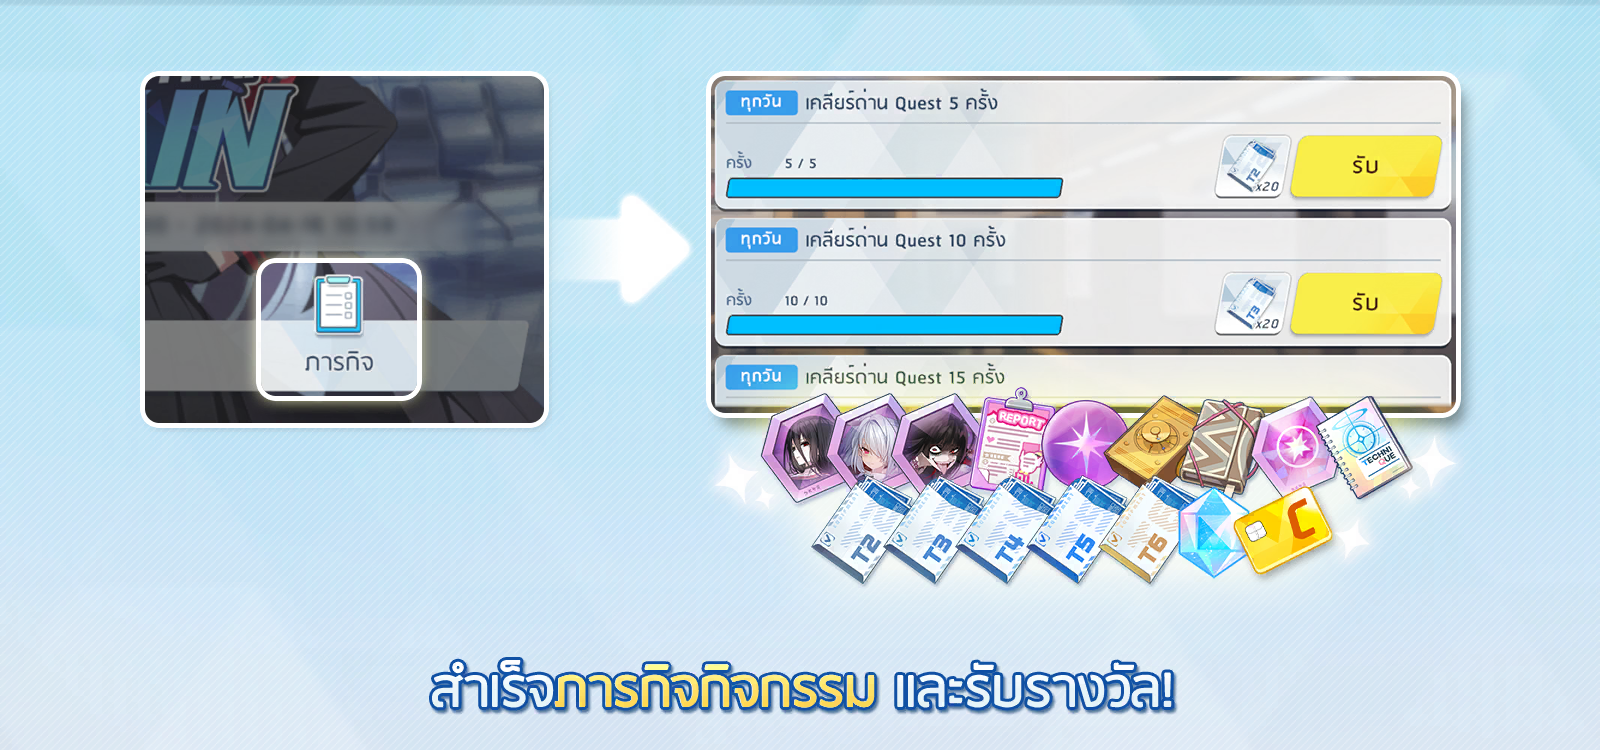 IN
ภารกิจ
ทุกวัน เคลียร์ด่าน Quest 5 ครั้ง
ครั้ง 5 / 5
T2
x20
รับ
ทุกวัน เคลียร์ด่าน Quest 10 ครั้ง
ครั้ง 10 / 10
T3
x20
รับ
ทุกวัน เคลียร์ด่าน Quest 15 ครั้ง
REPORT
TECHNI
QUE
T2 T3 T4 T5 T6
C
สำเร็จภารกิจกิจกรรม และรับรางวัล!